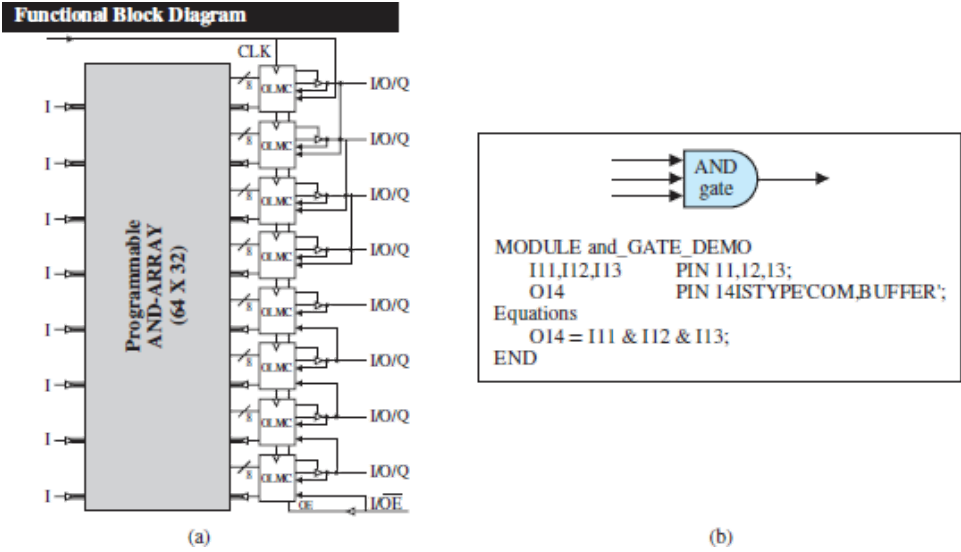 Functional Block Diagram
CLK
8 OLMC I/O/Q
I
8 OLMC I/O/Q
I
8 OLMC I/O/Q
I
8 OLMC I/O/Q
I
8 OLMC I/O/Q
I
8 OLMC I/O/Q
I
8 OLMC I/O/Q
I
8 OLMC I/O/Q
I
OE I/O̅E̅
Programmable
AND-ARRAY
(64 X 32)
(a)
AND
gate
MODULE and_GATE_DEMO
I11,I12,I13 PIN 11,12,13;
O14 PIN 14ISTYPE'COM,BUFFER';
Equations
O14 = I11 & I12 & I13;
END
(b)